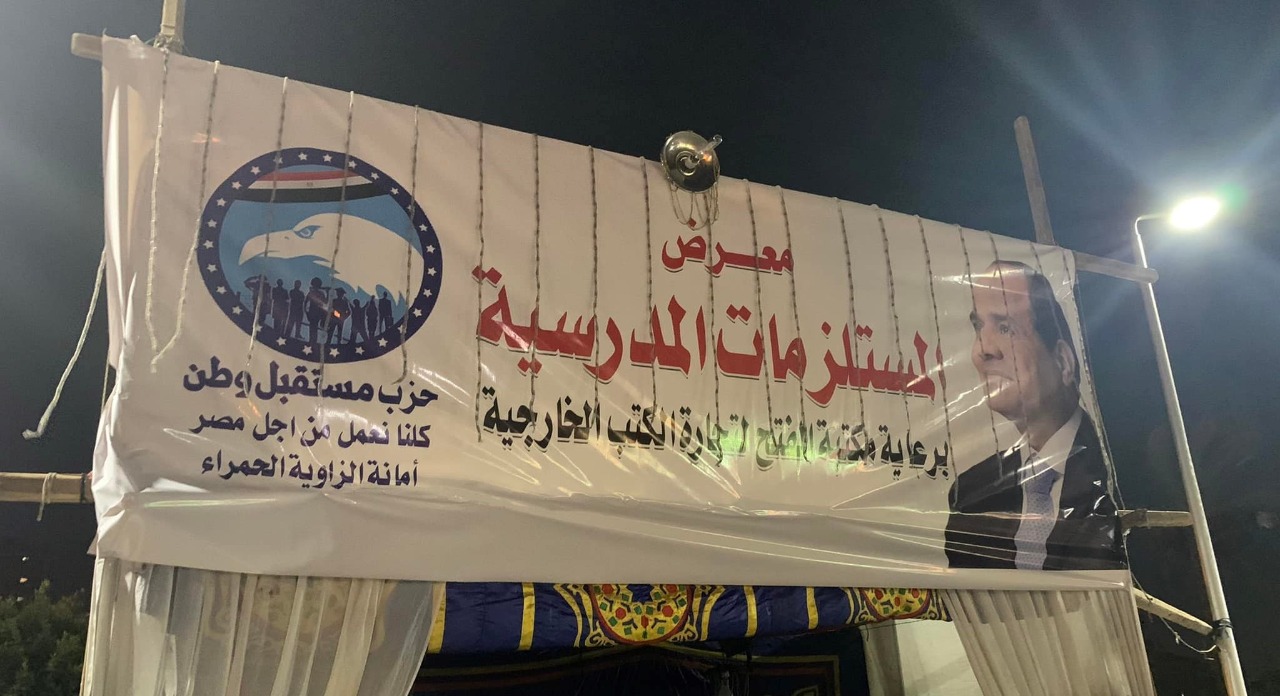 معرض
المستلزمات المدرسية
برعاية مكتبة الفتح لتجارة الكتب الخارجية
حزب مستقبل وطن
كلنا نعمل من اجل مصر
أمانة الزاوية الحمراء